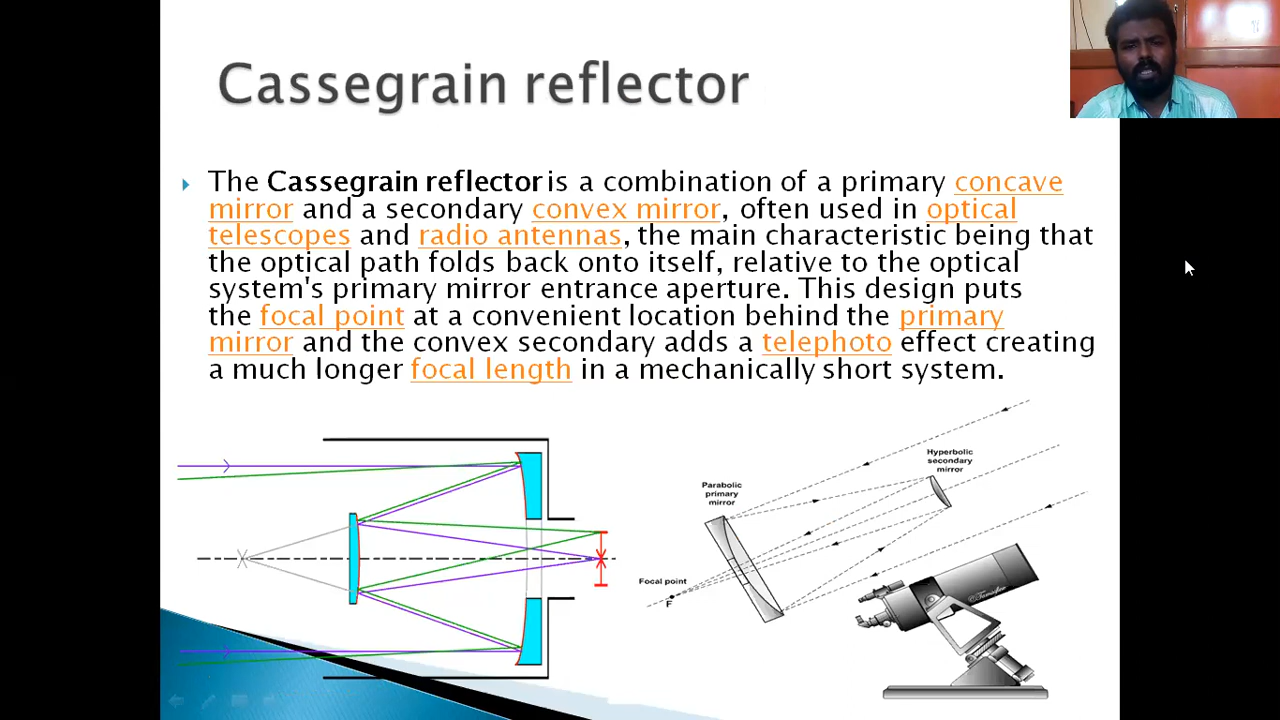 Cassegrain reflector
The Cassegrain reflector is a combination of a primary concave
mirror and a secondary convex mirror, often used in optical
telescopes and radio antennas, the main characteristic being that
the optical path folds back onto itself, relative to the optical
system's primary mirror entrance aperture. This design puts
the focal point at a convenient location behind the primary
mirror and the convex secondary adds a telephoto effect creating
a much longer focal length in a mechanically short system.
Hyperbolic
secondary
mirror
Parabolic
primary
mirror
Focal point
F